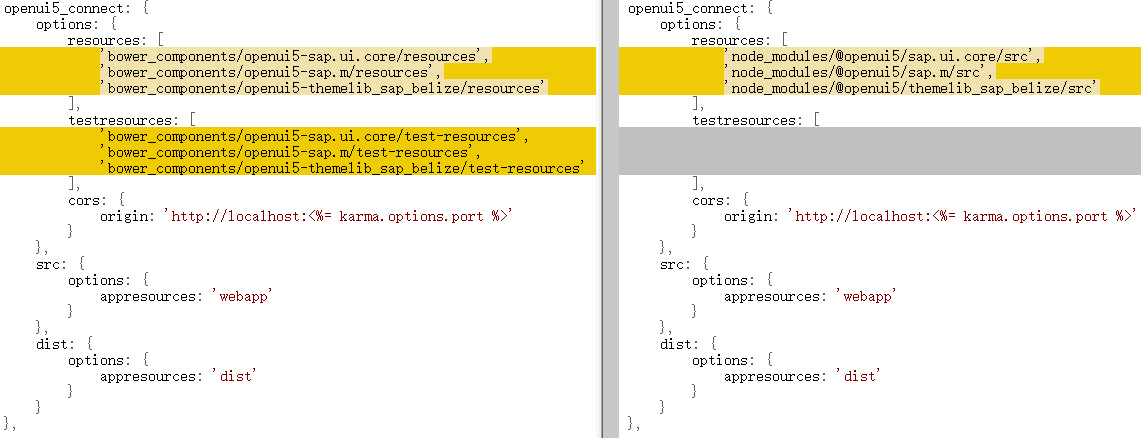 openui5_connect: {
    options: {
        resources: [
            'bower_components/openui5-sap.ui.core/resources',
            'bower_components/openui5-sap.m/resources',
            'bower_components/openui5-themelib_sap_belize/resources'
        ],
        testresources: [
            'bower_components/openui5-sap.ui.core/test-resources',
            'bower_components/openui5-sap.m/test-resources',
            'bower_components/openui5-themelib_sap_belize/test-resources'
        ],
        cors: {
            origin: 'http://localhost:<%= karma.options.port %>'
        }
    },
    src: {
        options: {
            appresources: 'webapp'
        }
    },
    dist: {
        options: {
            appresources: 'dist'
        }
    }
},
openui5_connect: {
    options: {
        resources: [
            'node_modules/@openui5/sap.ui.core/src',
            'node_modules/@openui5/sap.m/src',
            'node_modules/@openui5/themelib_sap_belize/src'
        ],
        testresources: [
        ],
        cors: {
            origin: 'http://localhost:<%= karma.options.port %>'
        }
    },
    src: {
        options: {
            appresources: 'webapp'
        }
    },
    dist: {
        options: {
            appresources: 'dist'
        }
    }
},